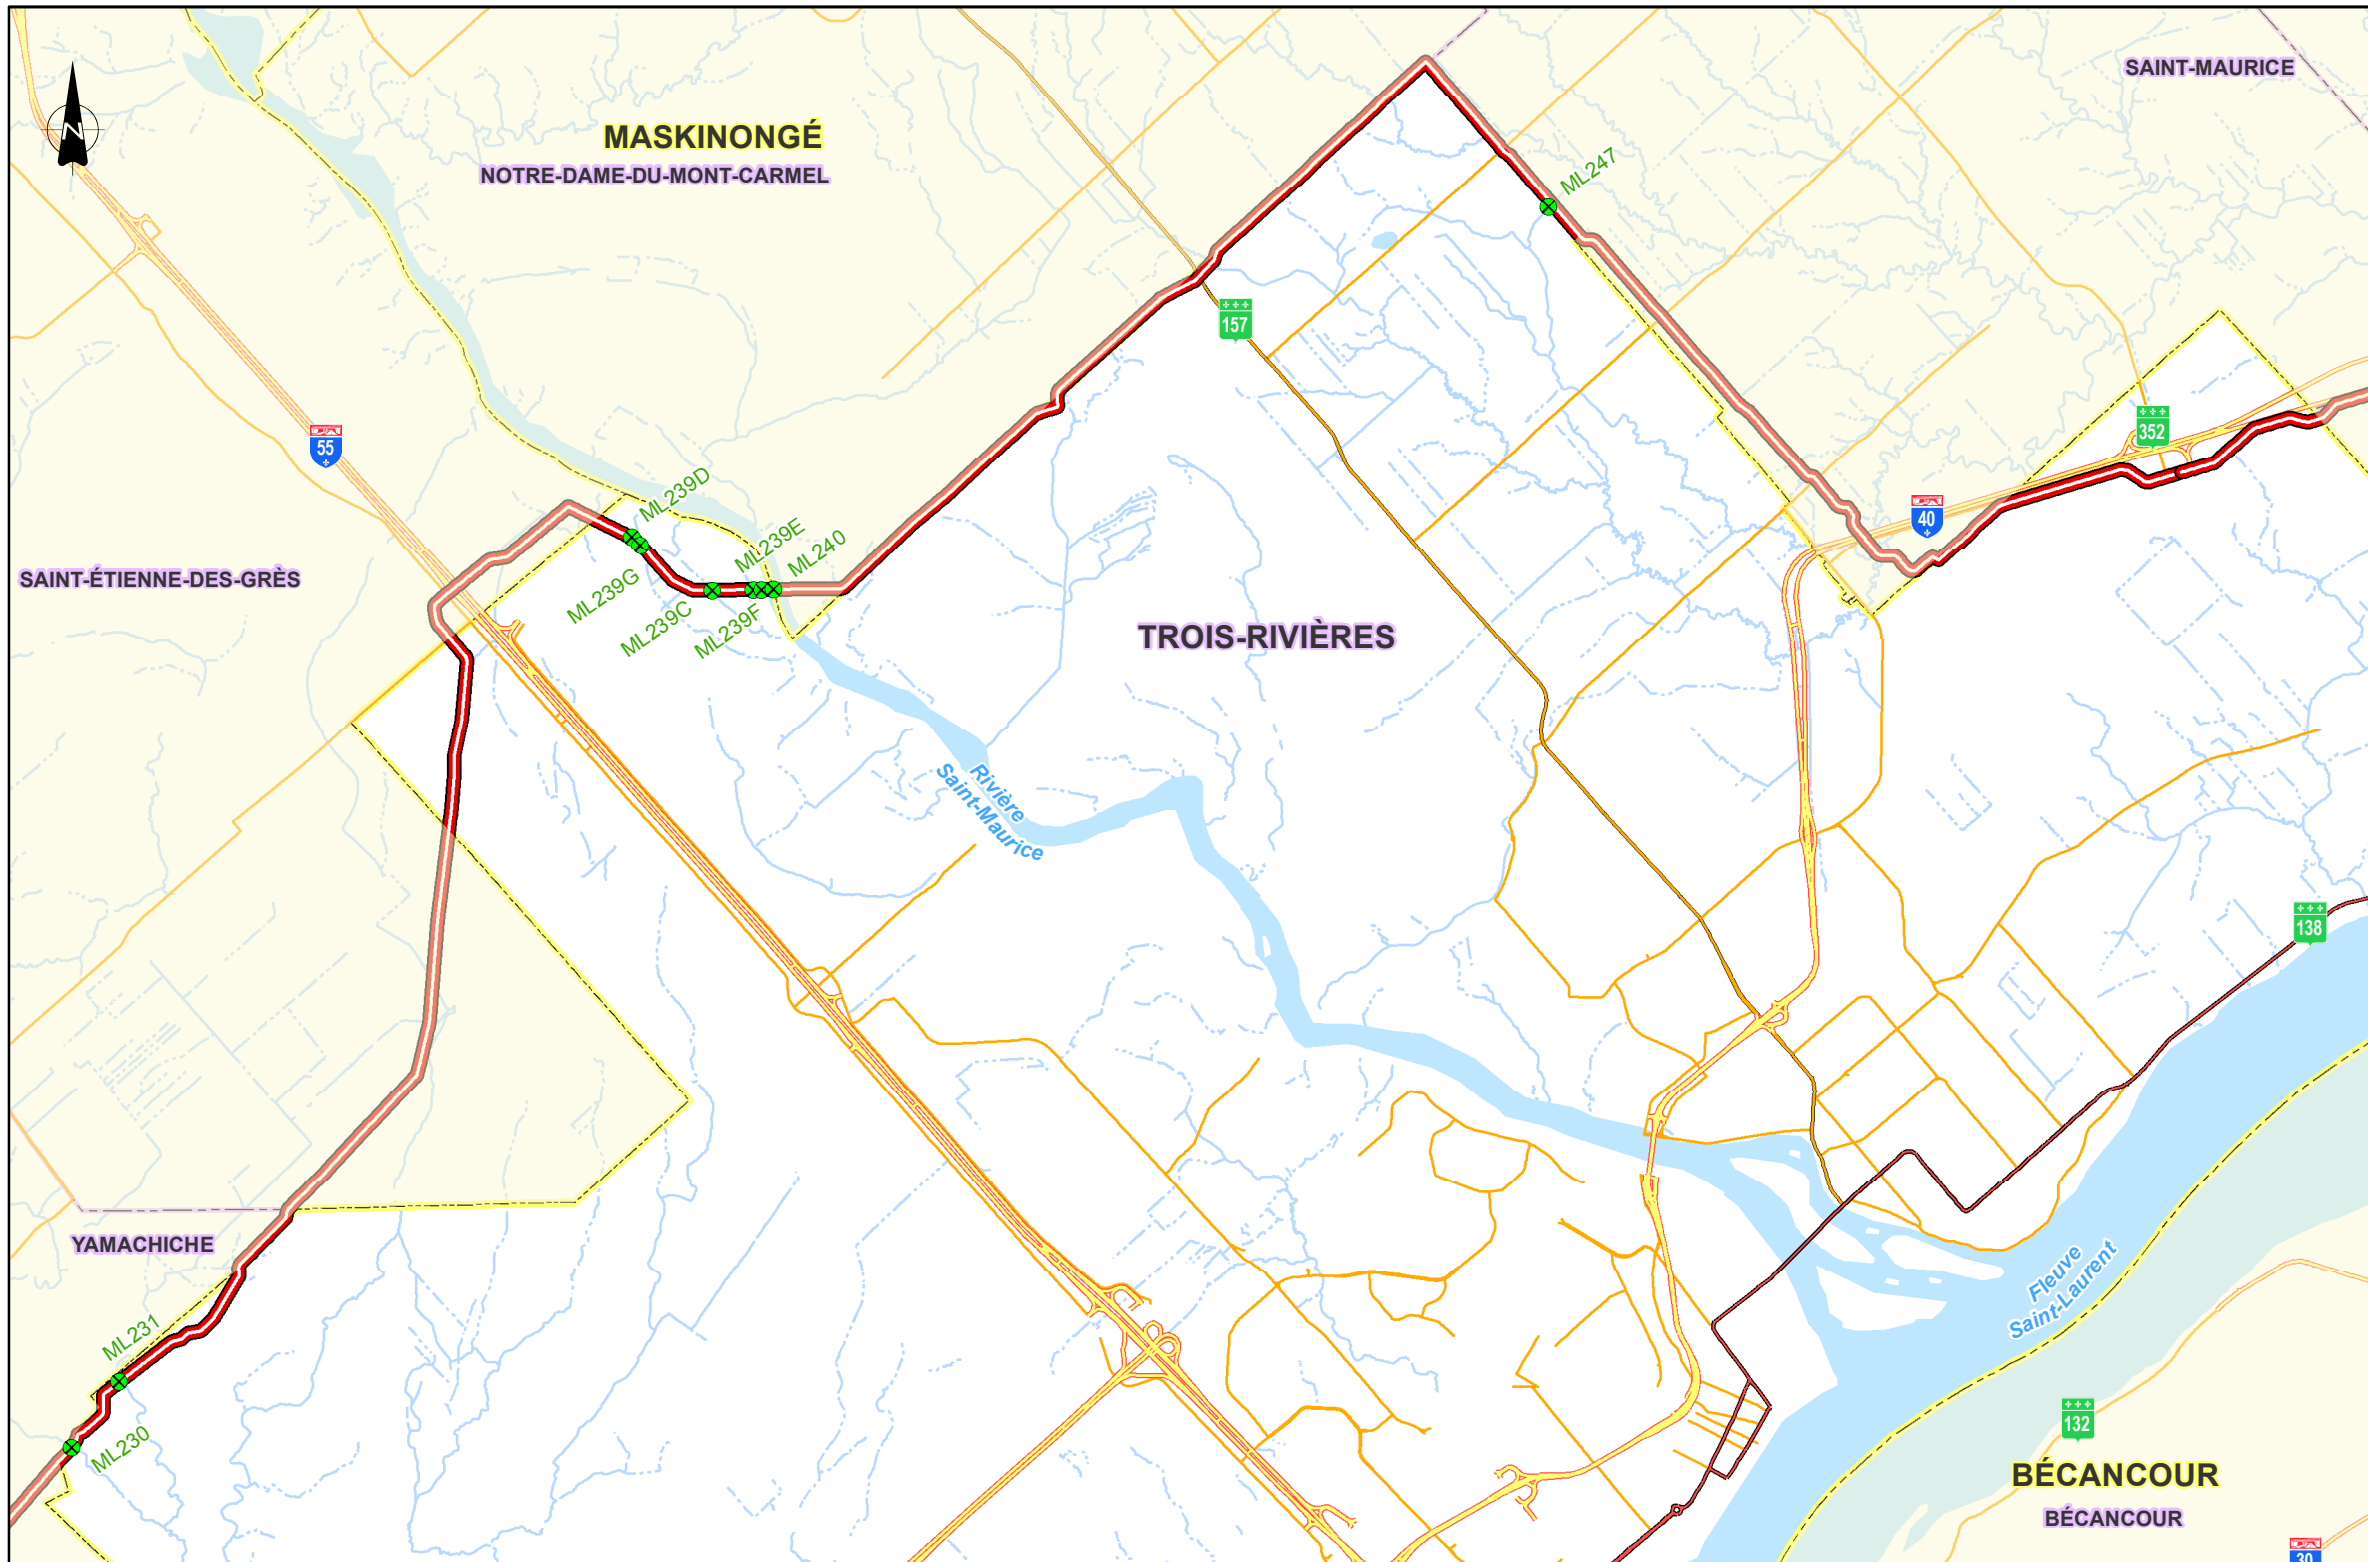 SAINT-MAURICE
N
MASKINONGÉ
NOTRE-DAME-DU-MONT-CARMEL
ML247
157
352
55
ML239D
40
ML239E
ML240
SAINT-ÉTIENNE-DES-GRÈS
ML239G
ML239C
ML239F
TROIS-RIVIÈRES
Rivière
Saint-Maurice
138
YAMACHICHE
Fleuve
Saint-Laurent
ML231
132
ML230
BÉCANCOUR
BÉCANCOUR
30